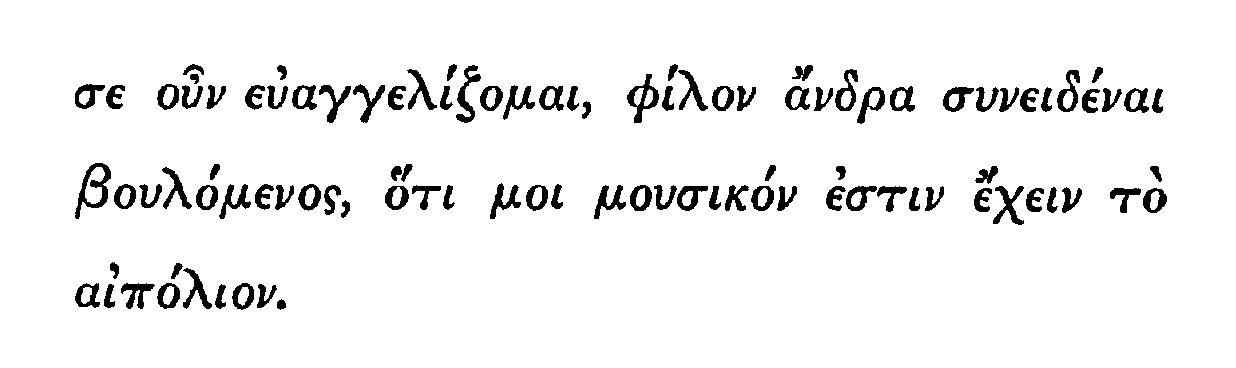 σε οὖν εὐαγγελίζομαι, φίλον ἄνδρα συνειδέναι
βουλόμενος, ὅτι μοι μουσικόν ἐστιν ἔχειν τὸ
αἰπόλιον.